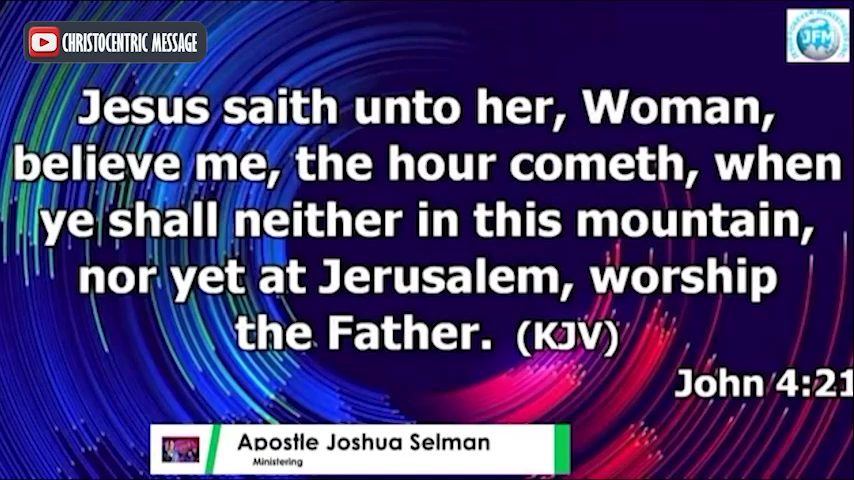 CHRISTOCENTRIC MESSAGE
JFM
Jesus saith unto her, Woman,
believe me, the hour cometh, when
ye shall neither in this mountain,
nor yet at Jerusalem, worship
the Father. (KJV)
John 4:21
Apostle Joshua Selman
Ministering